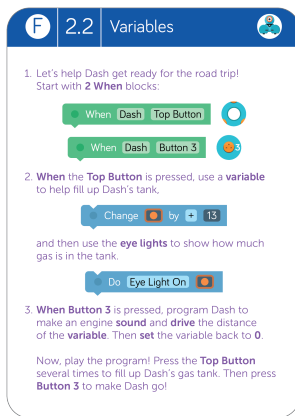 F 2.2 Variables
1. Let's help Dash get ready for the road trip!
Start with 2 When blocks:
When Dash Top Button
When Dash Button 3 3
2. When the Top Button is pressed, use a variable
to help fill up Dash's tank,
Change by + 13
and then use the eye lights to show how much
gas is in the tank.
Do Eye Light On
3. When Button 3 is pressed, program Dash to
make an engine sound and drive the distance
of the variable. Then set the variable back to 0.
Now, play the program! Press the Top Button
several times to fill up Dash's gas tank. Then press
Button 3 to make Dash go!